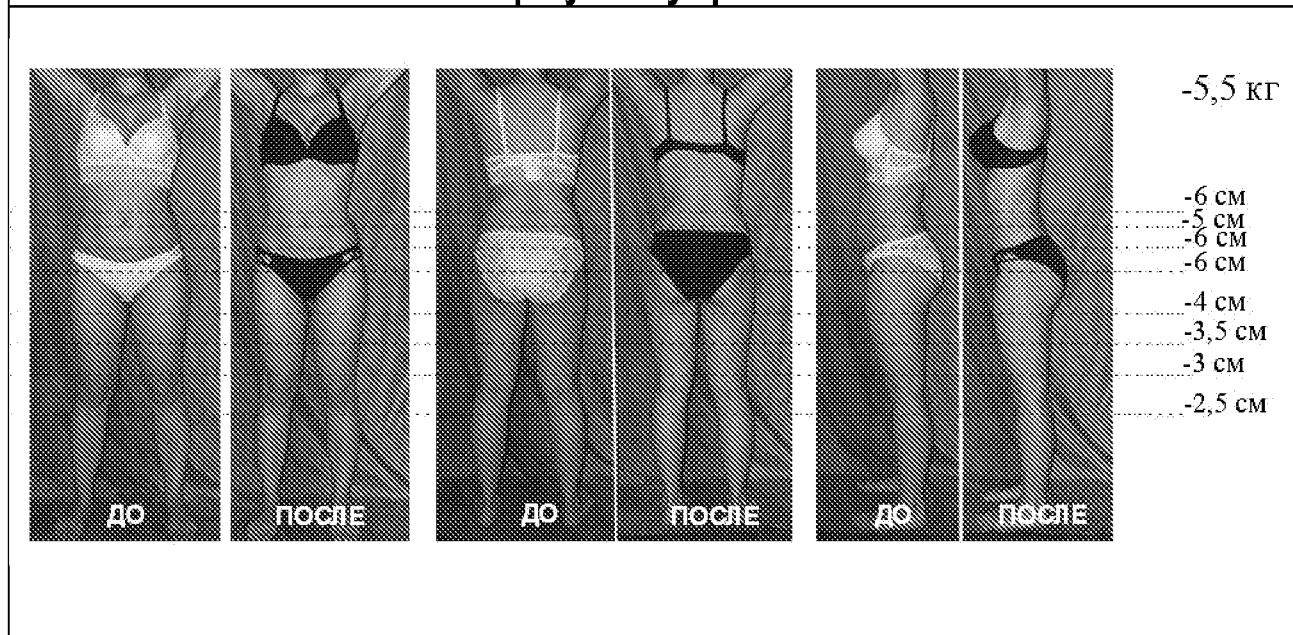 -5,5 кг
-6 см
-5 см
-6 см
-6 см
-4 см
-3,5 см
-3 см
-2,5 см
ДО ПОСЛЕ ДО ПОСЛЕ ДО ПОСЛЕ